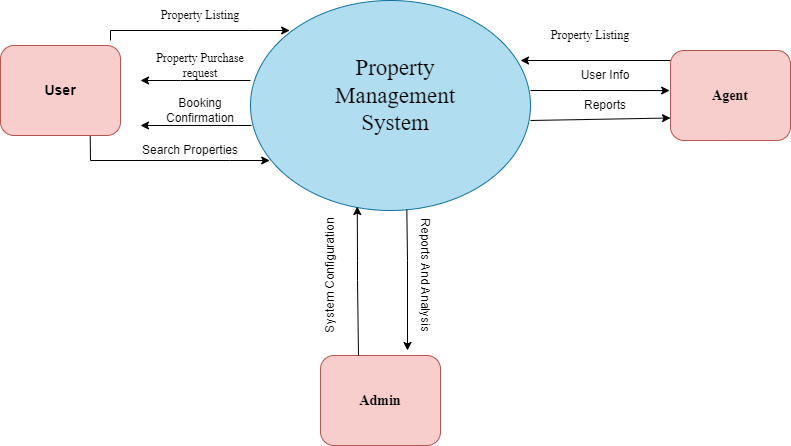 Property Listing
Property Purchase
request
Booking
Confirmation
Search Properties
User
Property
Management
System
Property Listing
User Info
Reports
Agent
System Configuration
Reports And Analysis
Admin